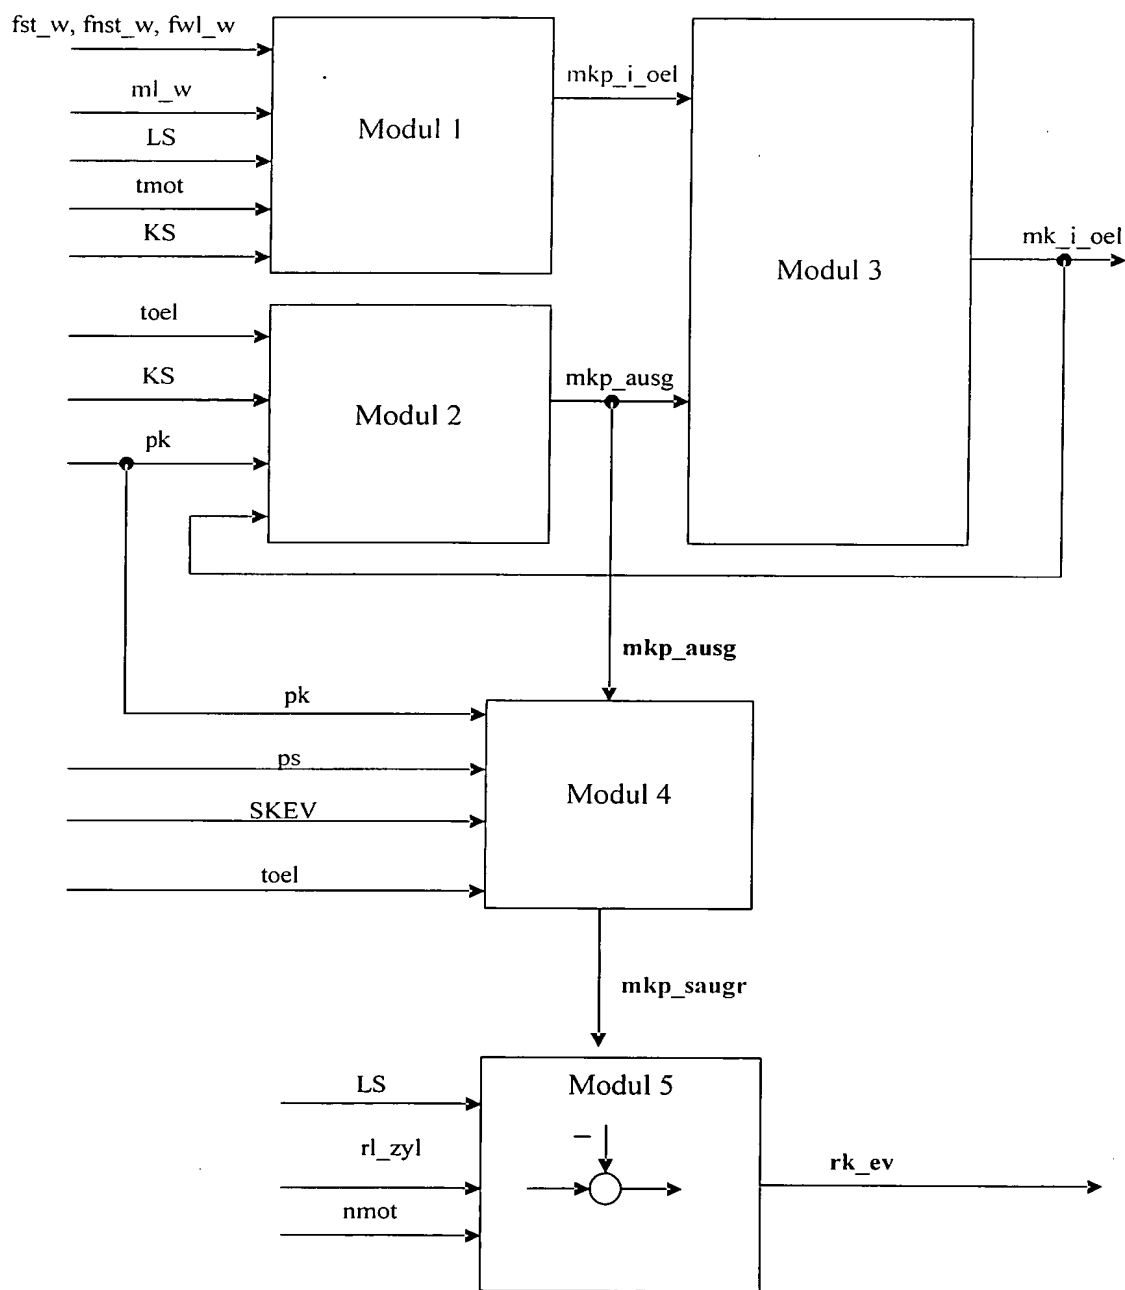 fst_w, fnst_w, fwl_w
ml_w
LS
tmot
KS
Modul 1
mkp_i_oel
Modul 3
mk_i_oel
toel
KS
pk
Modul 2
mkp_ausg
mkp_ausg
pk
ps
SKEV
toel
Modul 4
mkp_saugr
LS
rl_zyl
nmot
Modul 5
–
rk_ev